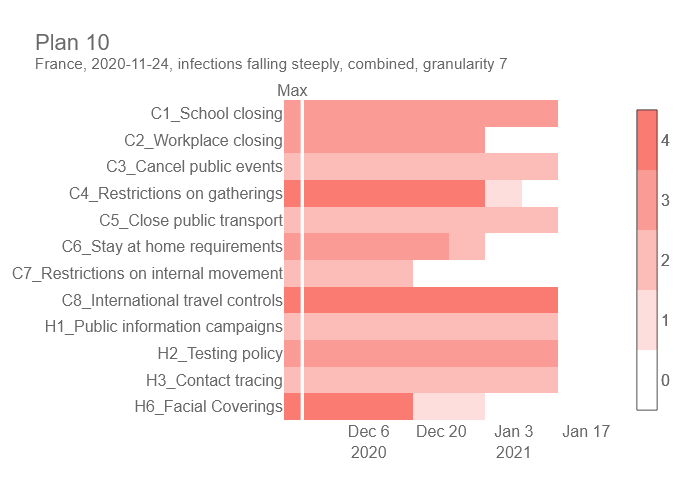 Plan 10
France, 2020-11-24, infections falling steeply, combined, granularity 7
Max
C1_School closing
C2_Workplace closing
C3_Cancel public events
C4_Restrictions on gatherings
C5_Close public transport
C6_Stay at home requirements
C7_Restrictions on internal movement
C8_International travel controls
H1_Public information campaigns
H2_Testing policy
H3_Contact tracing
H6_Facial Coverings
Dec 6 Dec 20 Jan 3 Jan 17
2020 2021
4
3
2
1
0